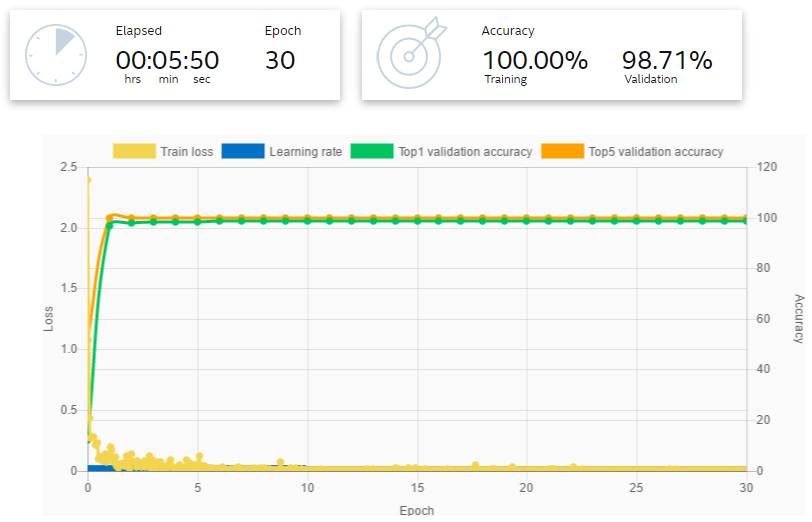 Elapsed Epoch
00:05:50 30
hrs min sec
Accuracy
100.00% 98.71%
Training Validation
Train loss Learning rate Top1 validation accuracy Top5 validation accuracy
2.5 120
100
2.0
80
1.5
Loss Accuracy
60
1.0
40
0.5
20
0 0
0 5 10 15 20 25 30
Epoch